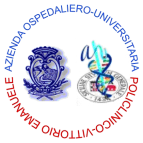 AZIENDA OSPEDALIERO-UNIVERSITARIA
POLICLINICO-VITTORIO EMANUELE